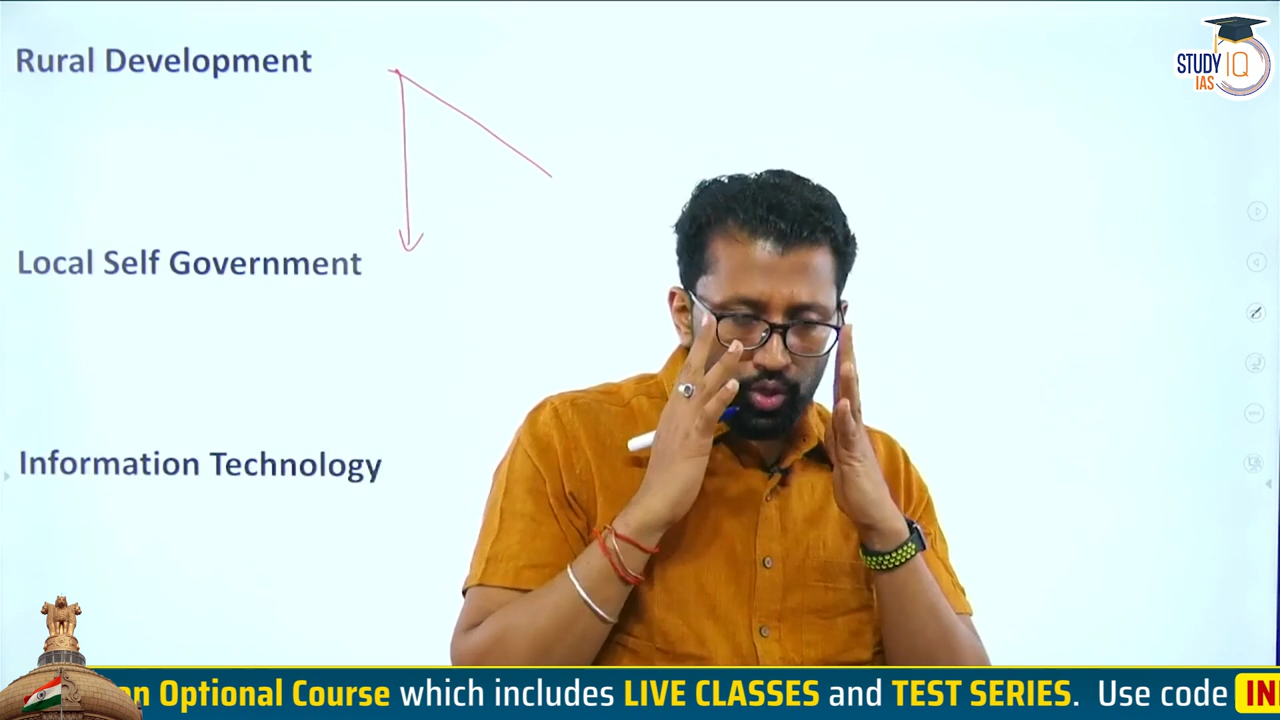 Rural Development
STUDY IQ
IAS
Local Self Government
Information Technology
on Optional Course which includes LIVE CLASSES and TEST SERIES. Use code IN